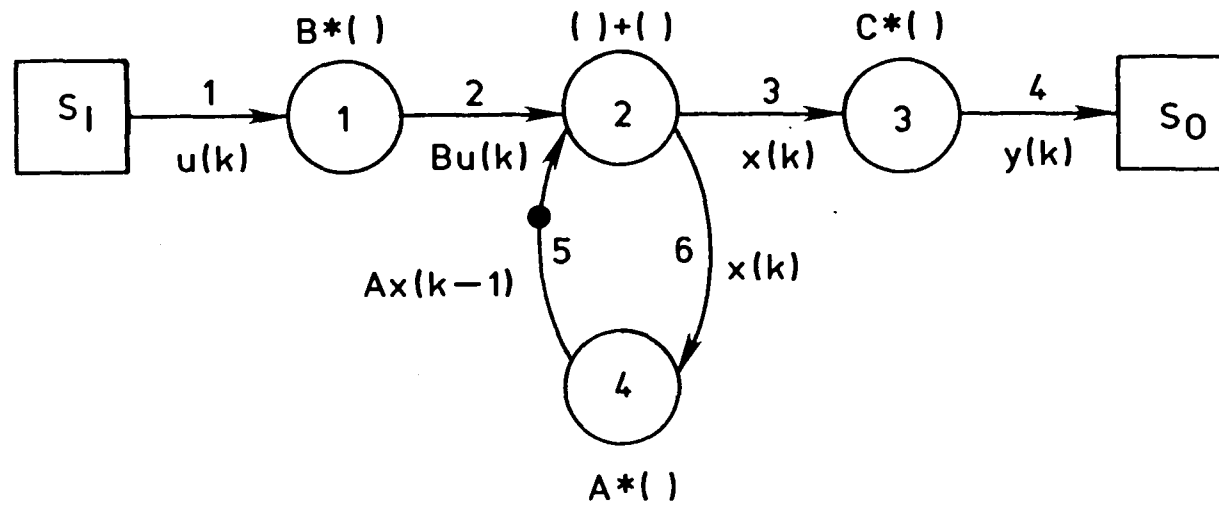 B*( )
( )+( )
C*( )
S_I
1
1
2
2
3
3
4
S_O
u(k)
Bu(k)
x(k)
y(k)
5
6
Ax(k-1)
x(k)
4
A*( )